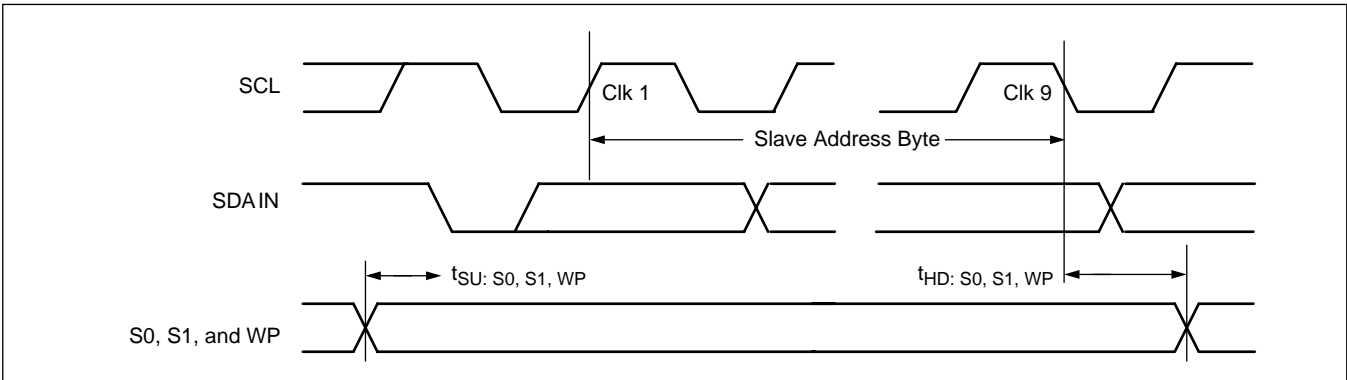 SCL
Clk 1
Clk 9
Slave Address Byte
SDA IN
tSU: S0, S1, WP
tHD: S0, S1, WP
S0, S1, and WP